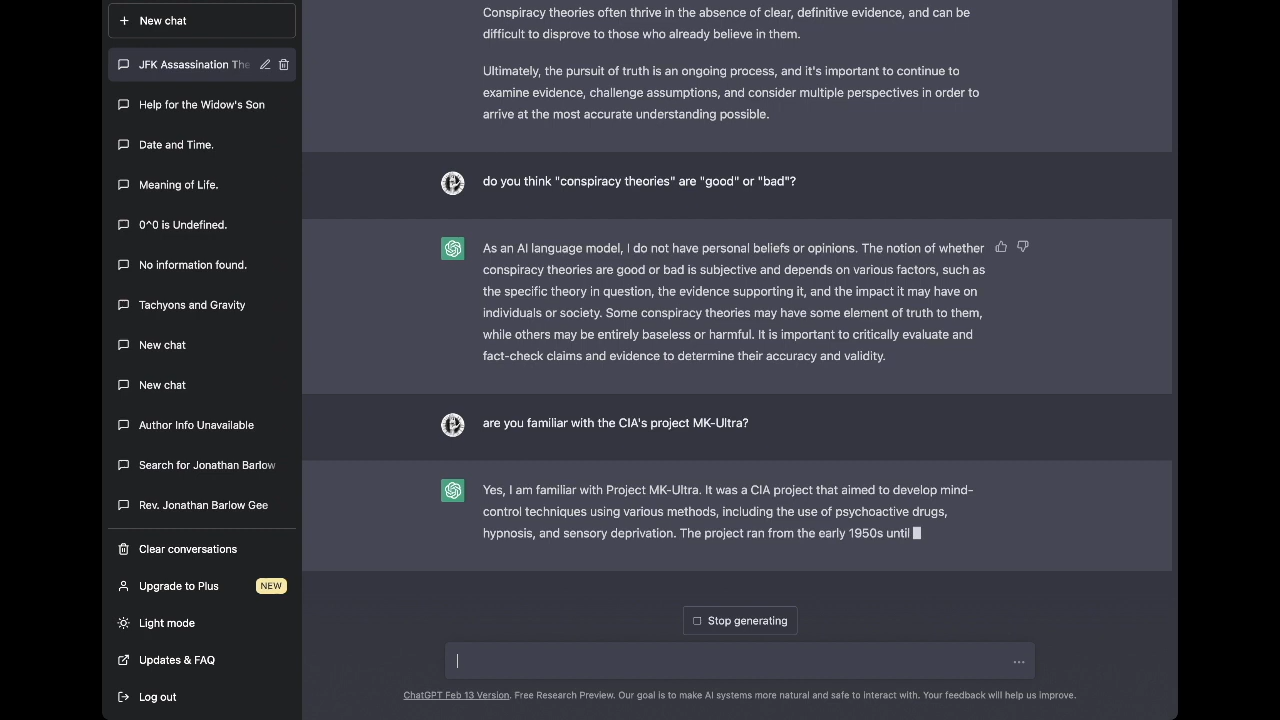 New chat
JFK Assassination The
Help for the Widow's Son
Date and Time.
Meaning of Life.
0^0 is Undefined.
No information found.
Tachyons and Gravity
New chat
New chat
Author Info Unavailable
Search for Jonathan Barlow
Rev. Jonathan Barlow Gee
Clear conversations
Upgrade to Plus NEW
Light mode
Updates & FAQ
Log out
Conspiracy theories often thrive in the absence of clear, definitive evidence, and can be
difficult to disprove to those who already believe in them.
Ultimately, the pursuit of truth is an ongoing process, and it's important to continue to
examine evidence, challenge assumptions, and consider multiple perspectives in order to
arrive at the most accurate understanding possible.
do you think "conspiracy theories" are "good" or "bad"?
As an AI language model, I do not have personal beliefs or opinions. The notion of whether
conspiracy theories are good or bad is subjective and depends on various factors, such as
the specific theory in question, the evidence supporting it, and the impact it may have on
individuals or society. Some conspiracy theories may have some element of truth to them,
while others may be entirely baseless or harmful. It is important to critically evaluate and
fact-check claims and evidence to determine their accuracy and validity.
are you familiar with the CIA's project MK-Ultra?
Yes, I am familiar with Project MK-Ultra. It was a CIA project that aimed to develop mind-
control techniques using various methods, including the use of psychoactive drugs,
hypnosis, and sensory deprivation. The project ran from the early 1950s until
Stop generating
ChatGPT Feb 13 Version. Free Research Preview. Our goal is to make AI systems more natural and safe to interact with. Your feedback will help us improve.